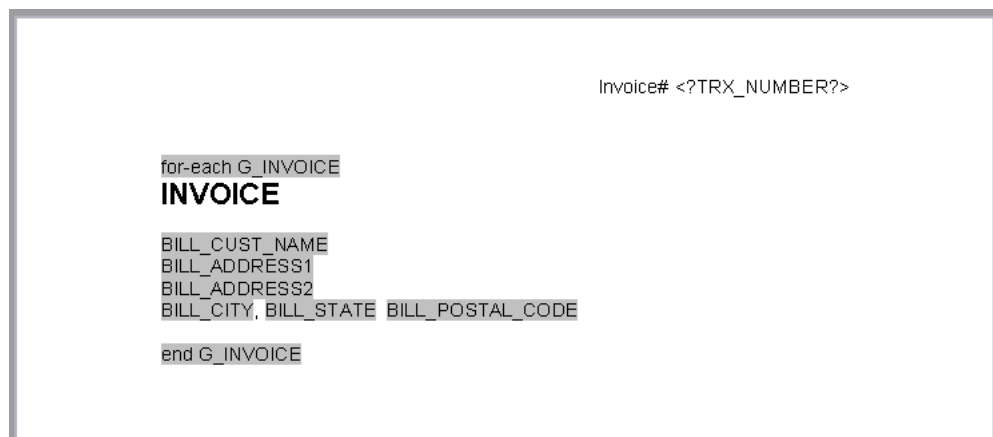 Invoice# <?TRX_NUMBER?>
for-each G_INVOICE
INVOICE
BILL_CUST_NAME
BILL_ADDRESS1
BILL_ADDRESS2
BILL_CITY, BILL_STATE BILL_POSTAL_CODE
end G_INVOICE